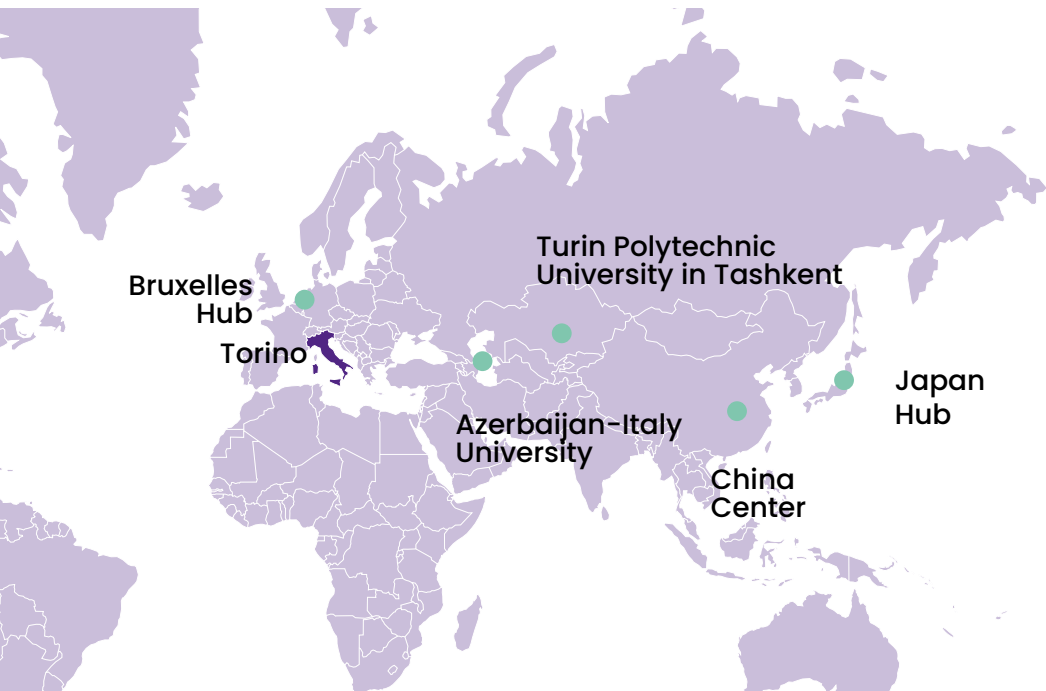 Turin Polytechnic
University in Tashkent
Bruxelles
Hub
Torino
Japan
Hub
Azerbaijan-Italy
University
China
Center